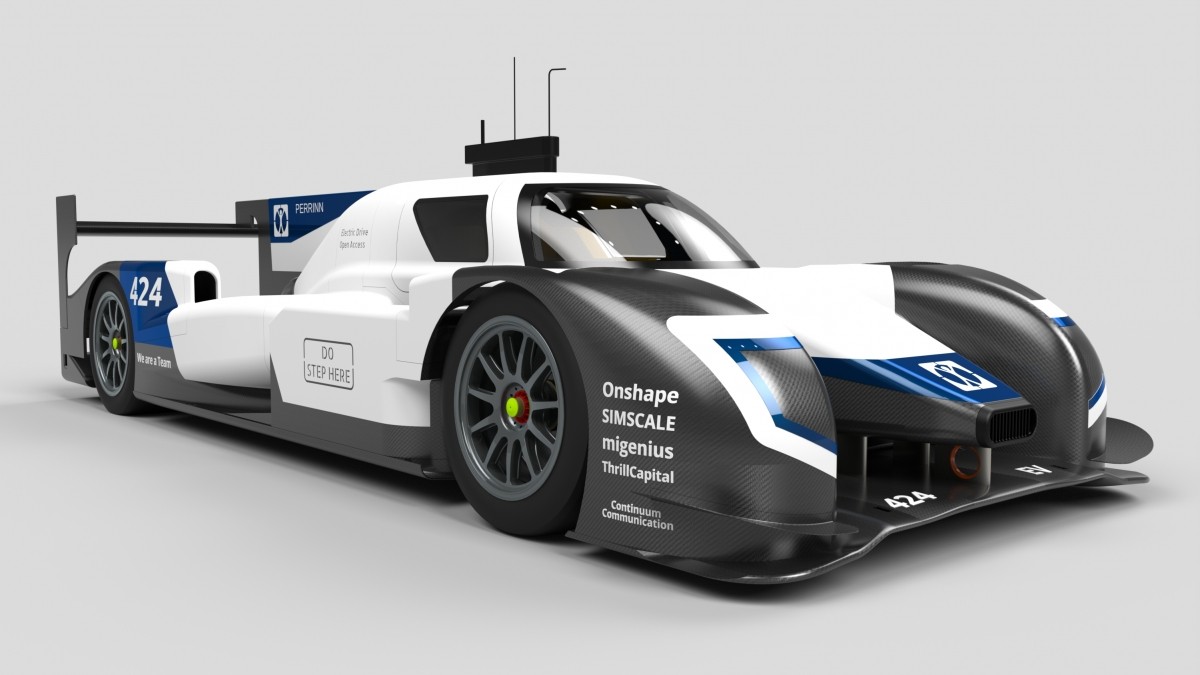 PERRINN
Electric Drive
Open Access
424
We are a Team
DO
STEP HERE
Onshape
SIMSCALE
migenius
ThrillCapital
Continuum
Communication
424
EV